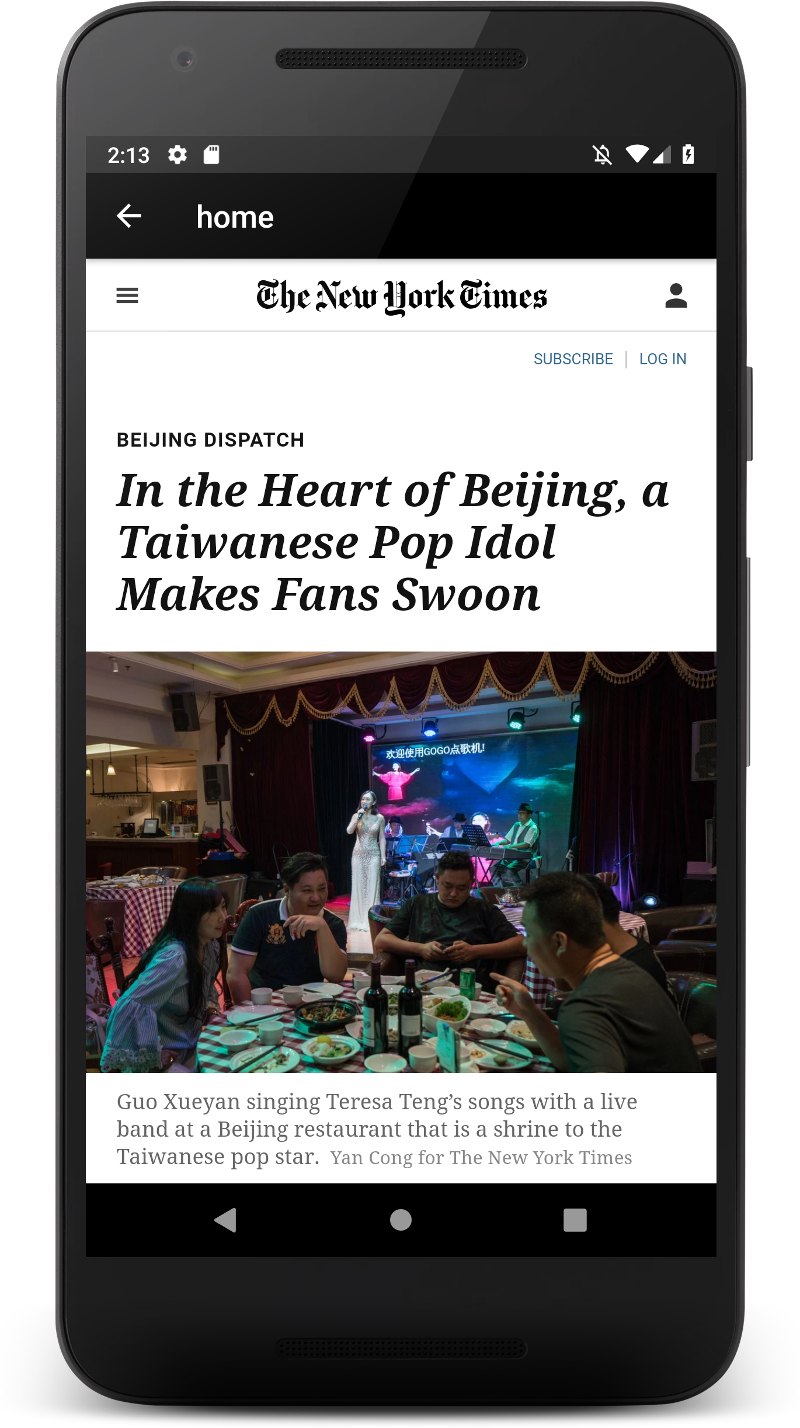 2:13
home
The New York Times
SUBSCRIBE | LOG IN
BEIJING DISPATCH
In the Heart of Beijing, a
Taiwanese Pop Idol
Makes Fans Swoon
欢迎使用GOGO点歌机!
Guo Xueyan singing Teresa Teng’s songs with a live
band at a Beijing restaurant that is a shrine to the
Taiwanese pop star. Yan Cong for The New York Times